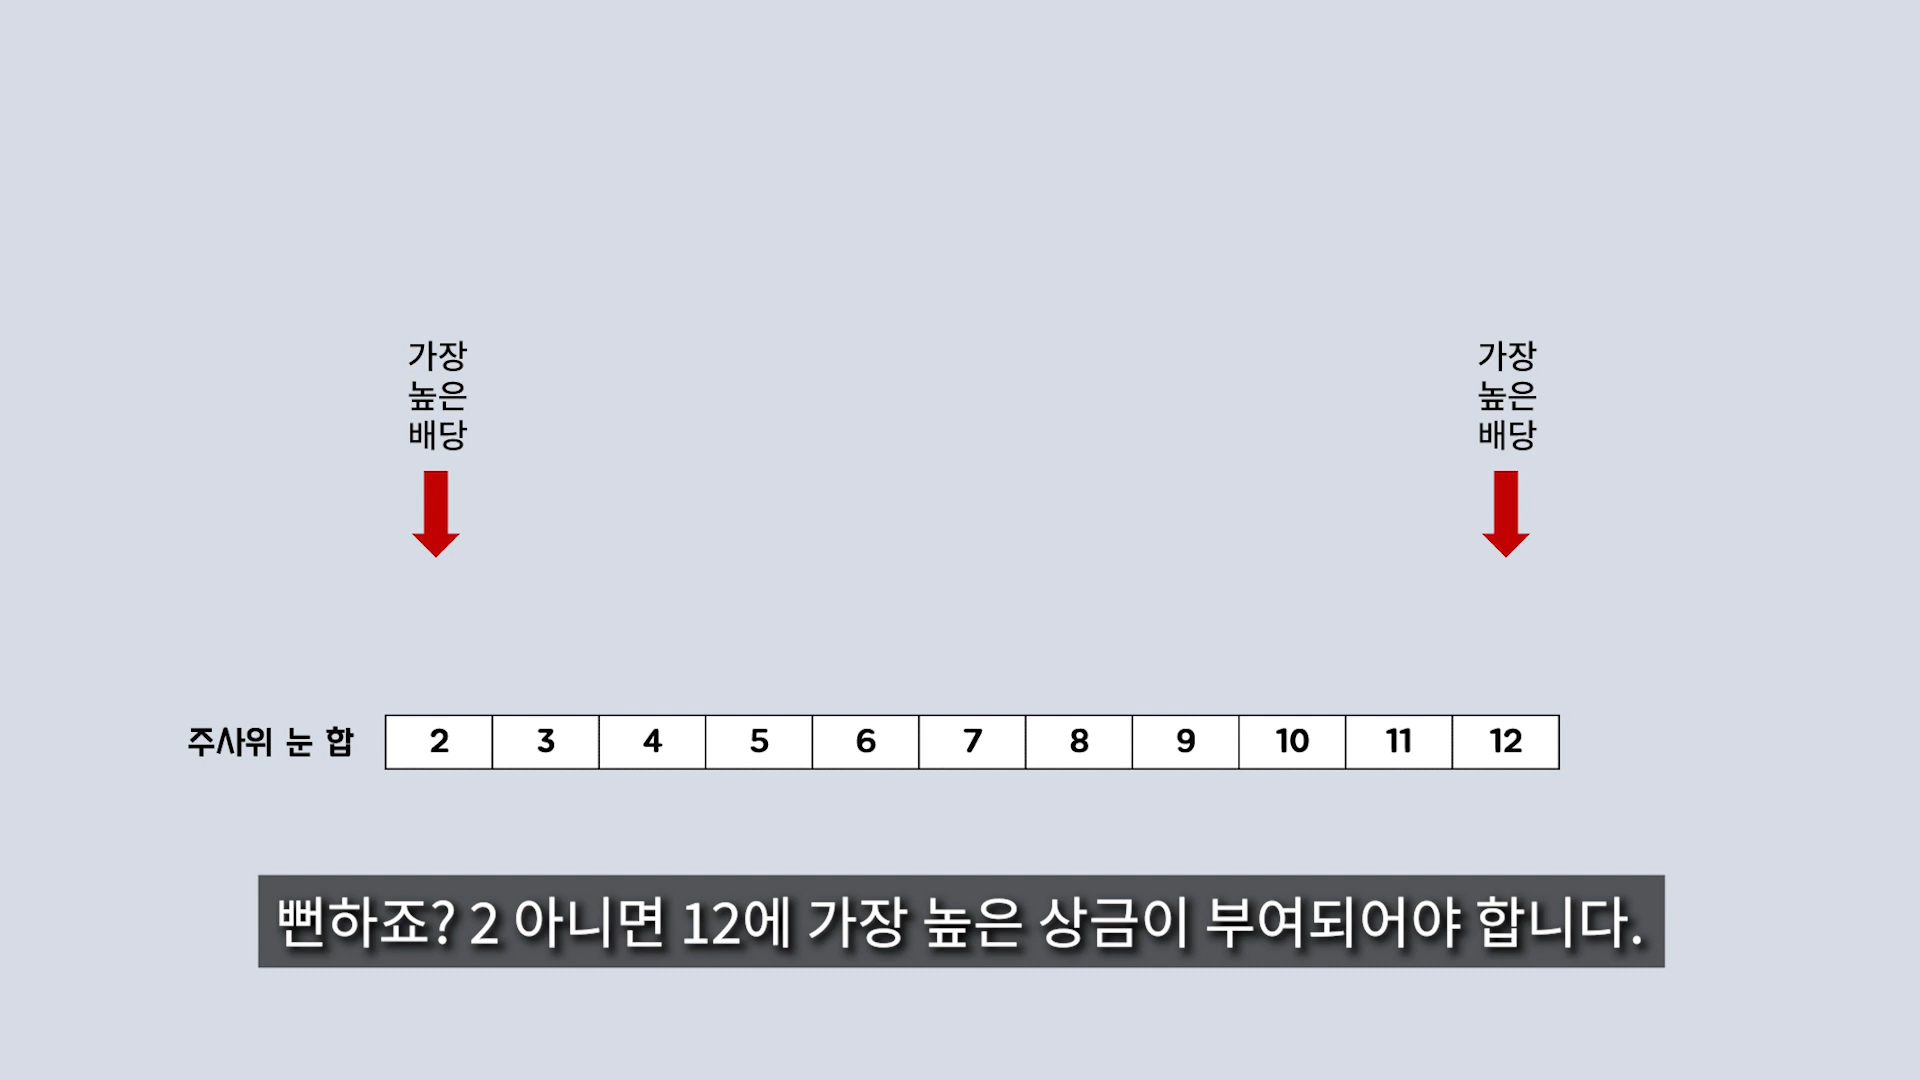 가장
높은
배당
가장
높은
배당
주사위 눈 합 2 3 4 5 6 7 8 9 10 11 12
뻔하죠? 2 아니면 12에 가장 높은 상금이 부여되어야 합니다.